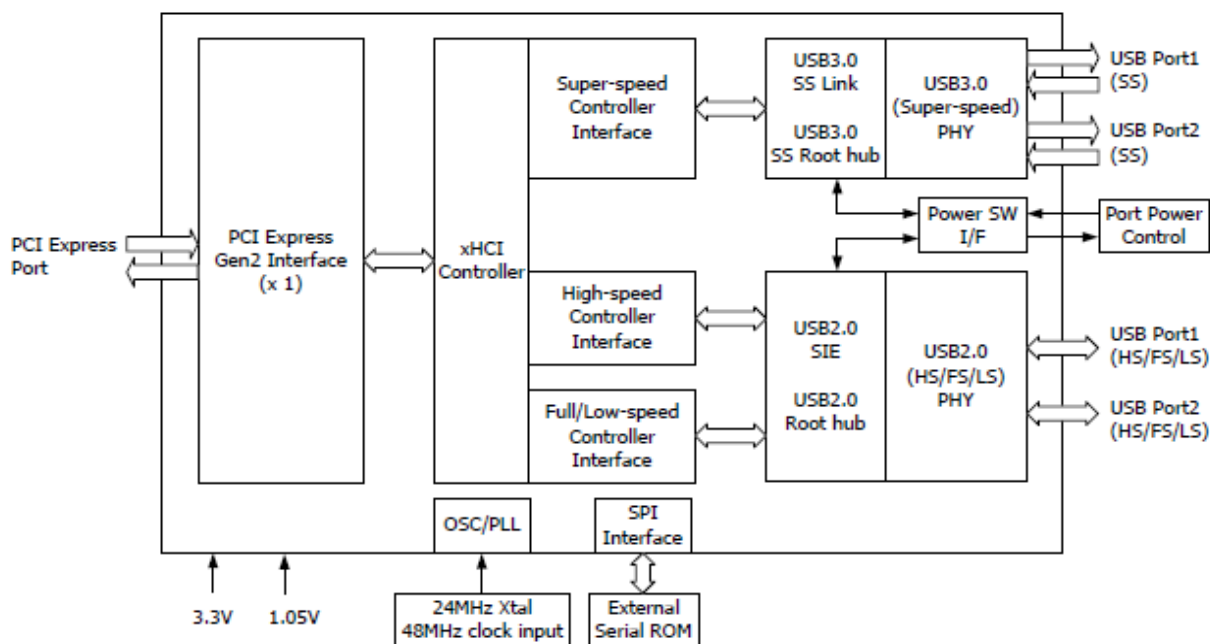 PCI Express
Port
PCI Express
Gen2 Interface
(x 1)
xHCI
Controller
Super-speed
Controller
Interface
High-speed
Controller
Interface
Full/Low-speed
Controller
Interface
USB3.0
SS Link
USB3.0
SS Root hub
USB3.0
(Super-speed)
PHY
USB Port1
(SS)
USB Port2
(SS)
Power SW
I/F
Port Power
Control
USB2.0
SIE
USB2.0
Root hub
USB2.0
(HS/FS/LS)
PHY
USB Port1
(HS/FS/LS)
USB Port2
(HS/FS/LS)
OSC/PLL
SPI
Interface
3.3V
1.05V
24MHz Xtal
48MHz clock input
External
Serial ROM